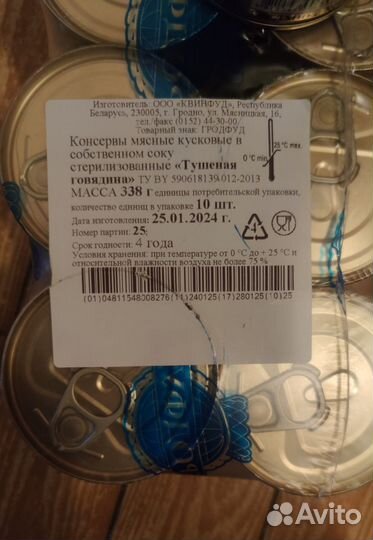 Изготовитель: ООО «КВИНФУД», Республика
Беларусь, 230005, г. Гродно, ул. Мясницкая, 16,
тел./факс (0152) 44-30-00.
Товарный знак: ГРОДФУД
Консервы мясные кусковые в
собственном соку
стерилизованные «Тушеная
говядина» ТУ BY 590618139.012-2013
0 °С min
25 °С max.
МАССА 338 г единицы потребительской упаковки,
количество единиц в упаковке 10 шт.
Дата изготовления: 25.01.2024 г.
Номер партии: 25
Срок годности: 4 года
Условия хранения: при температуре от 0 °С до + 25 °С и
относительной влажности воздуха не более 75 %
(01)04811548008276(11)240125(17)280125(10)25
Avito